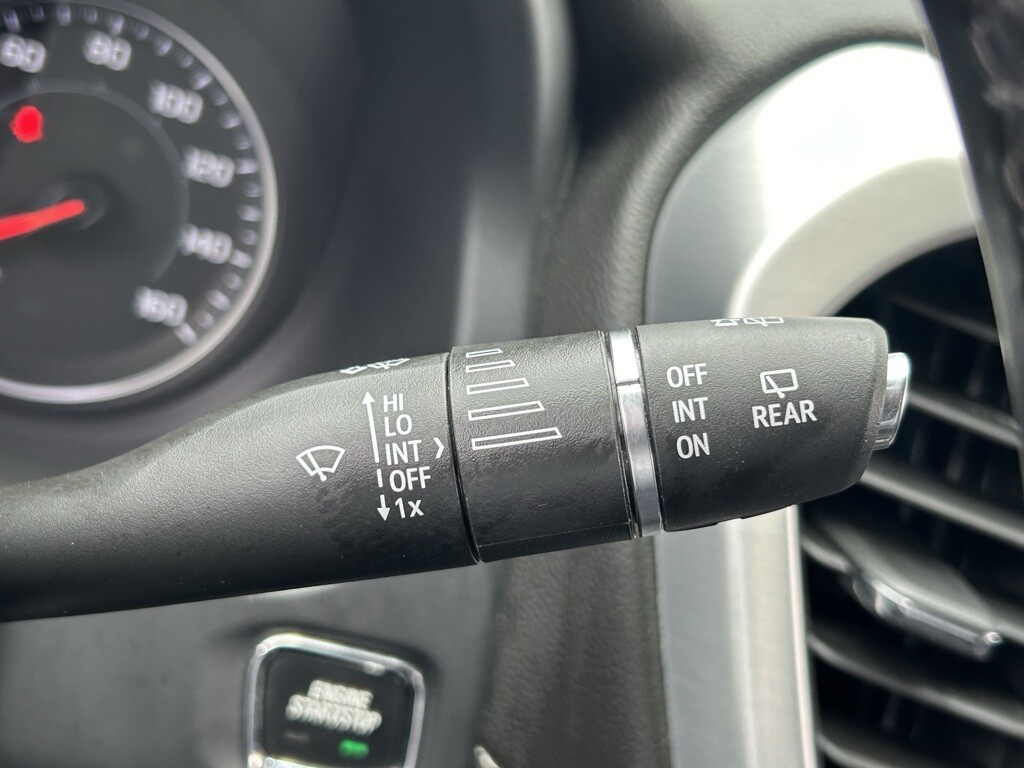 60
80
100
120
140
160
HI
LO
INT
OFF
1x
OFF
INT
ON
REAR
ENGINE
START/STOP